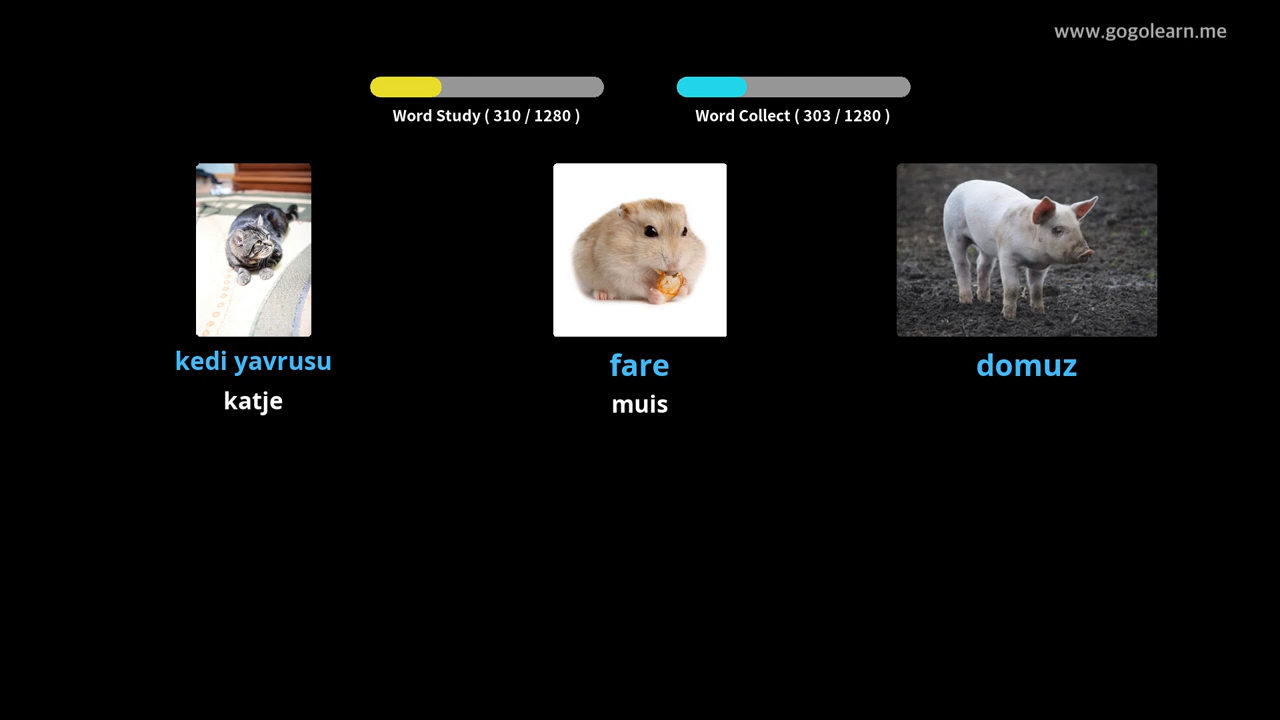 www.gogolearn.me
Word Study ( 310 / 1280 )
Word Collect ( 303 / 1280 )
kedi yavrusu
katje
fare
muis
domuz